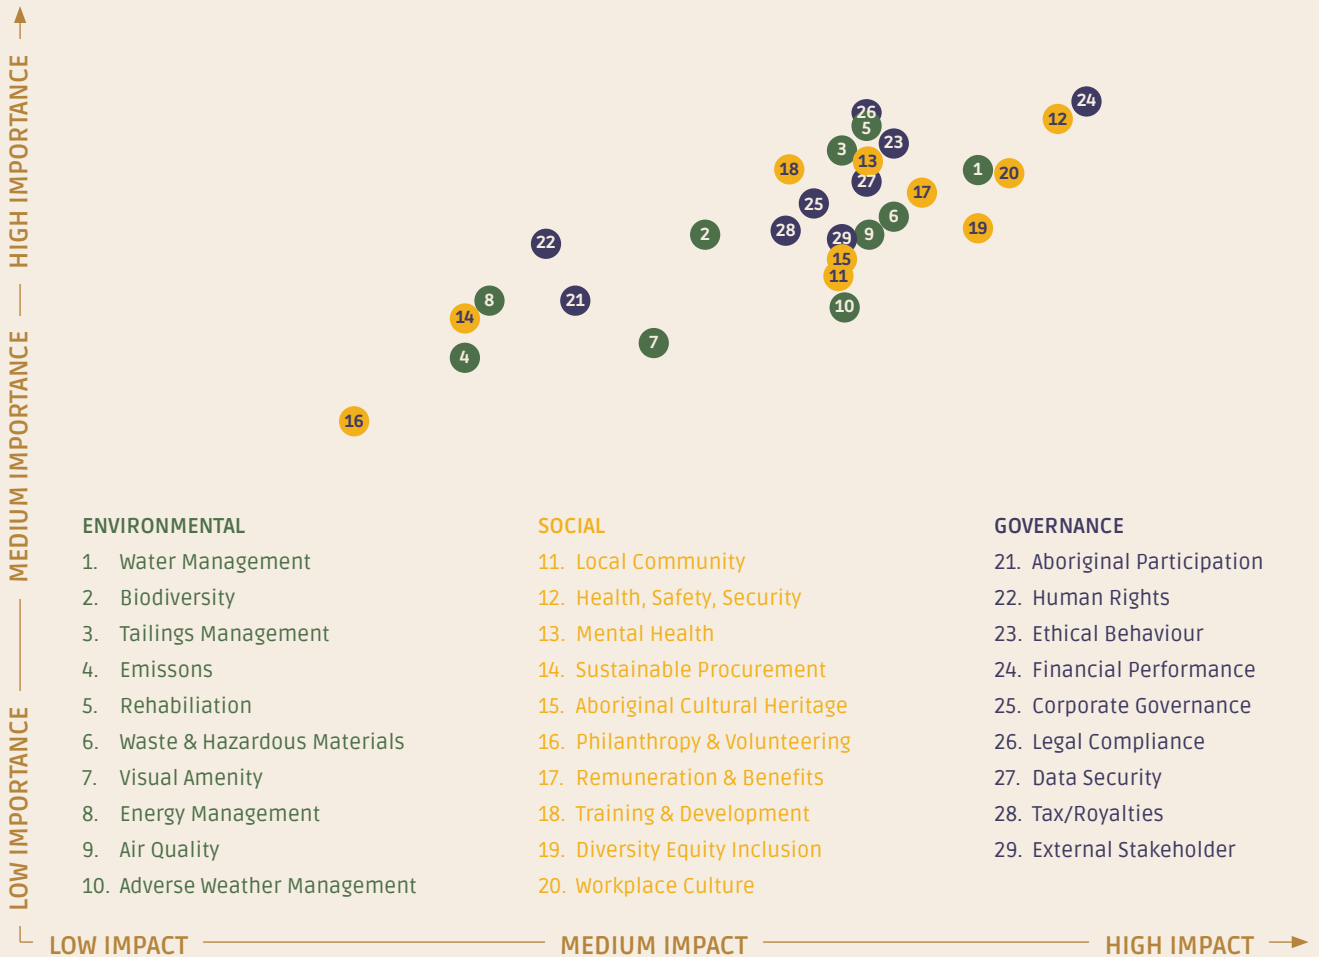 HIGH IMPORTANCE
MEDIUM IMPORTANCE
LOW IMPORTANCE
24
26
12
5
23
3
13
18
1
20
27
17
25
6
19
28
2
9
29
22
15
11
8
21
10
14
7
4
16
ENVIRONMENTAL
1. Water Management
2. Biodiversity
3. Tailings Management
4. Emissons
5. Rehabiliation
6. Waste & Hazardous Materials
7. Visual Amenity
8. Energy Management
9. Air Quality
10. Adverse Weather Management
SOCIAL
11. Local Community
12. Health, Safety, Security
13. Mental Health
14. Sustainable Procurement
15. Aboriginal Cultural Heritage
16. Philanthropy & Volunteering
17. Remuneration & Benefits
18. Training & Development
19. Diversity Equity Inclusion
20. Workplace Culture
GOVERNANCE
21. Aboriginal Participation
22. Human Rights
23. Ethical Behaviour
24. Financial Performance
25. Corporate Governance
26. Legal Compliance
27. Data Security
28. Tax/Royalties
29. External Stakeholder
LOW IMPACT
MEDIUM IMPACT
HIGH IMPACT